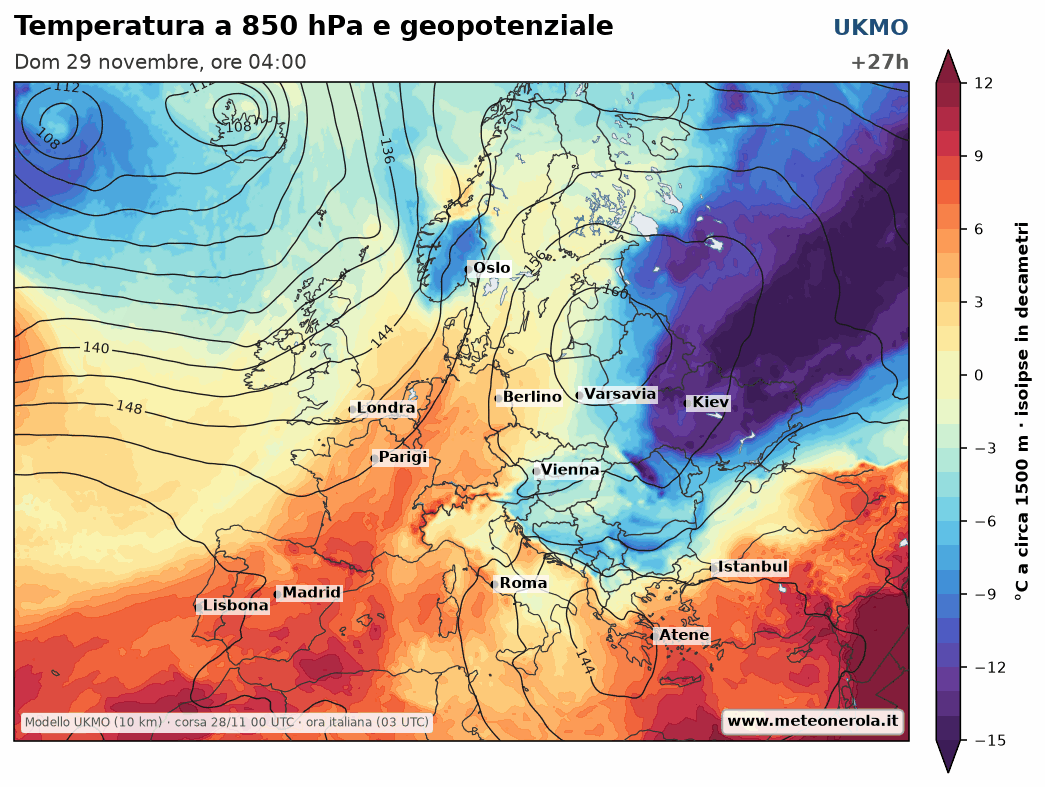 Temperatura a 850 hPa e geopotenziale
UKMO
Dom 29 novembre, ore 04:00
+27h
112
108
108
136
156
160
144
140
148
144
Oslo
Londra
Berlino
Varsavia
Kiev
Parigi
Vienna
Roma
Istanbul
Madrid
Lisbona
Atene
Modello UKMO (10 km) · corsa 28/11 00 UTC · ora italiana (03 UTC)
www.meteonerola.it
12
9
6
3
0
−3
−6
−9
−12
−15
°C a circa 1500 m · isoipse in decametri